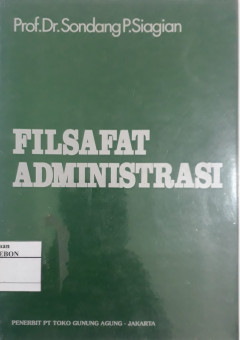 Prof.Dr.Sondang P.Siagian
FILSAFAT
ADMINISTRASI
EBON
PENERBIT PT TOKO GUNUNG AGUNG - JAKARTA